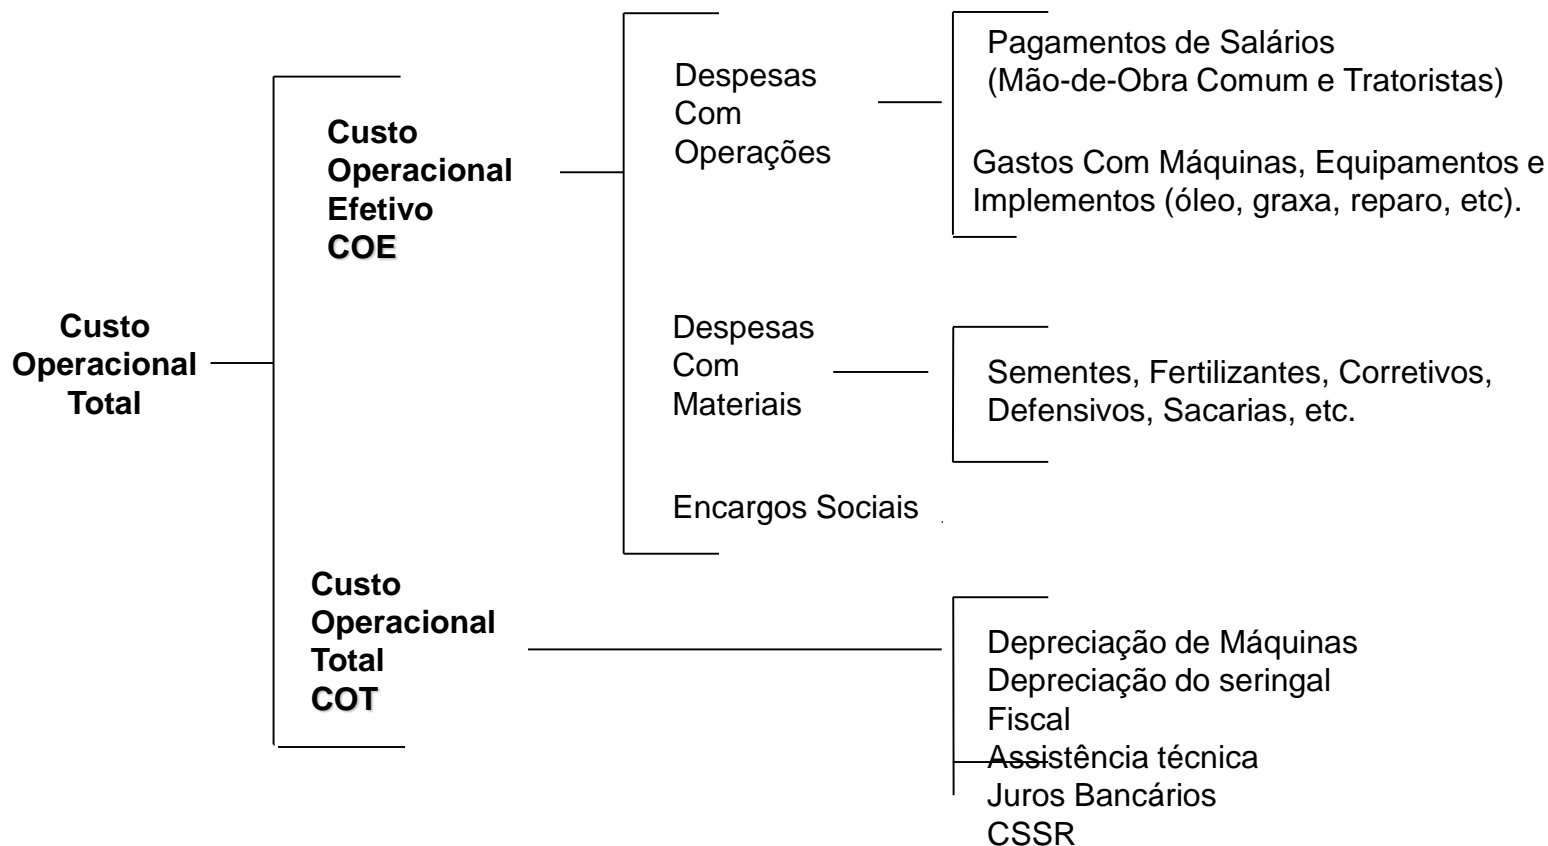 Custo
Operacional
Total
Custo
Operacional
Efetivo
COE
Despesas
Com
Operações
Pagamentos de Salários
(Mão-de-Obra Comum e Tratoristas)
Gastos Com Máquinas, Equipamentos e
Implementos (óleo, graxa, reparo, etc).
Despesas
Com
Materiais
Sementes, Fertilizantes, Corretivos,
Defensivos, Sacarias, etc.
Encargos Sociais
Custo
Operacional
Total
COT
Depreciação de Máquinas
Depreciação do seringal
Fiscal
Assistência técnica
Juros Bancários
CSSR